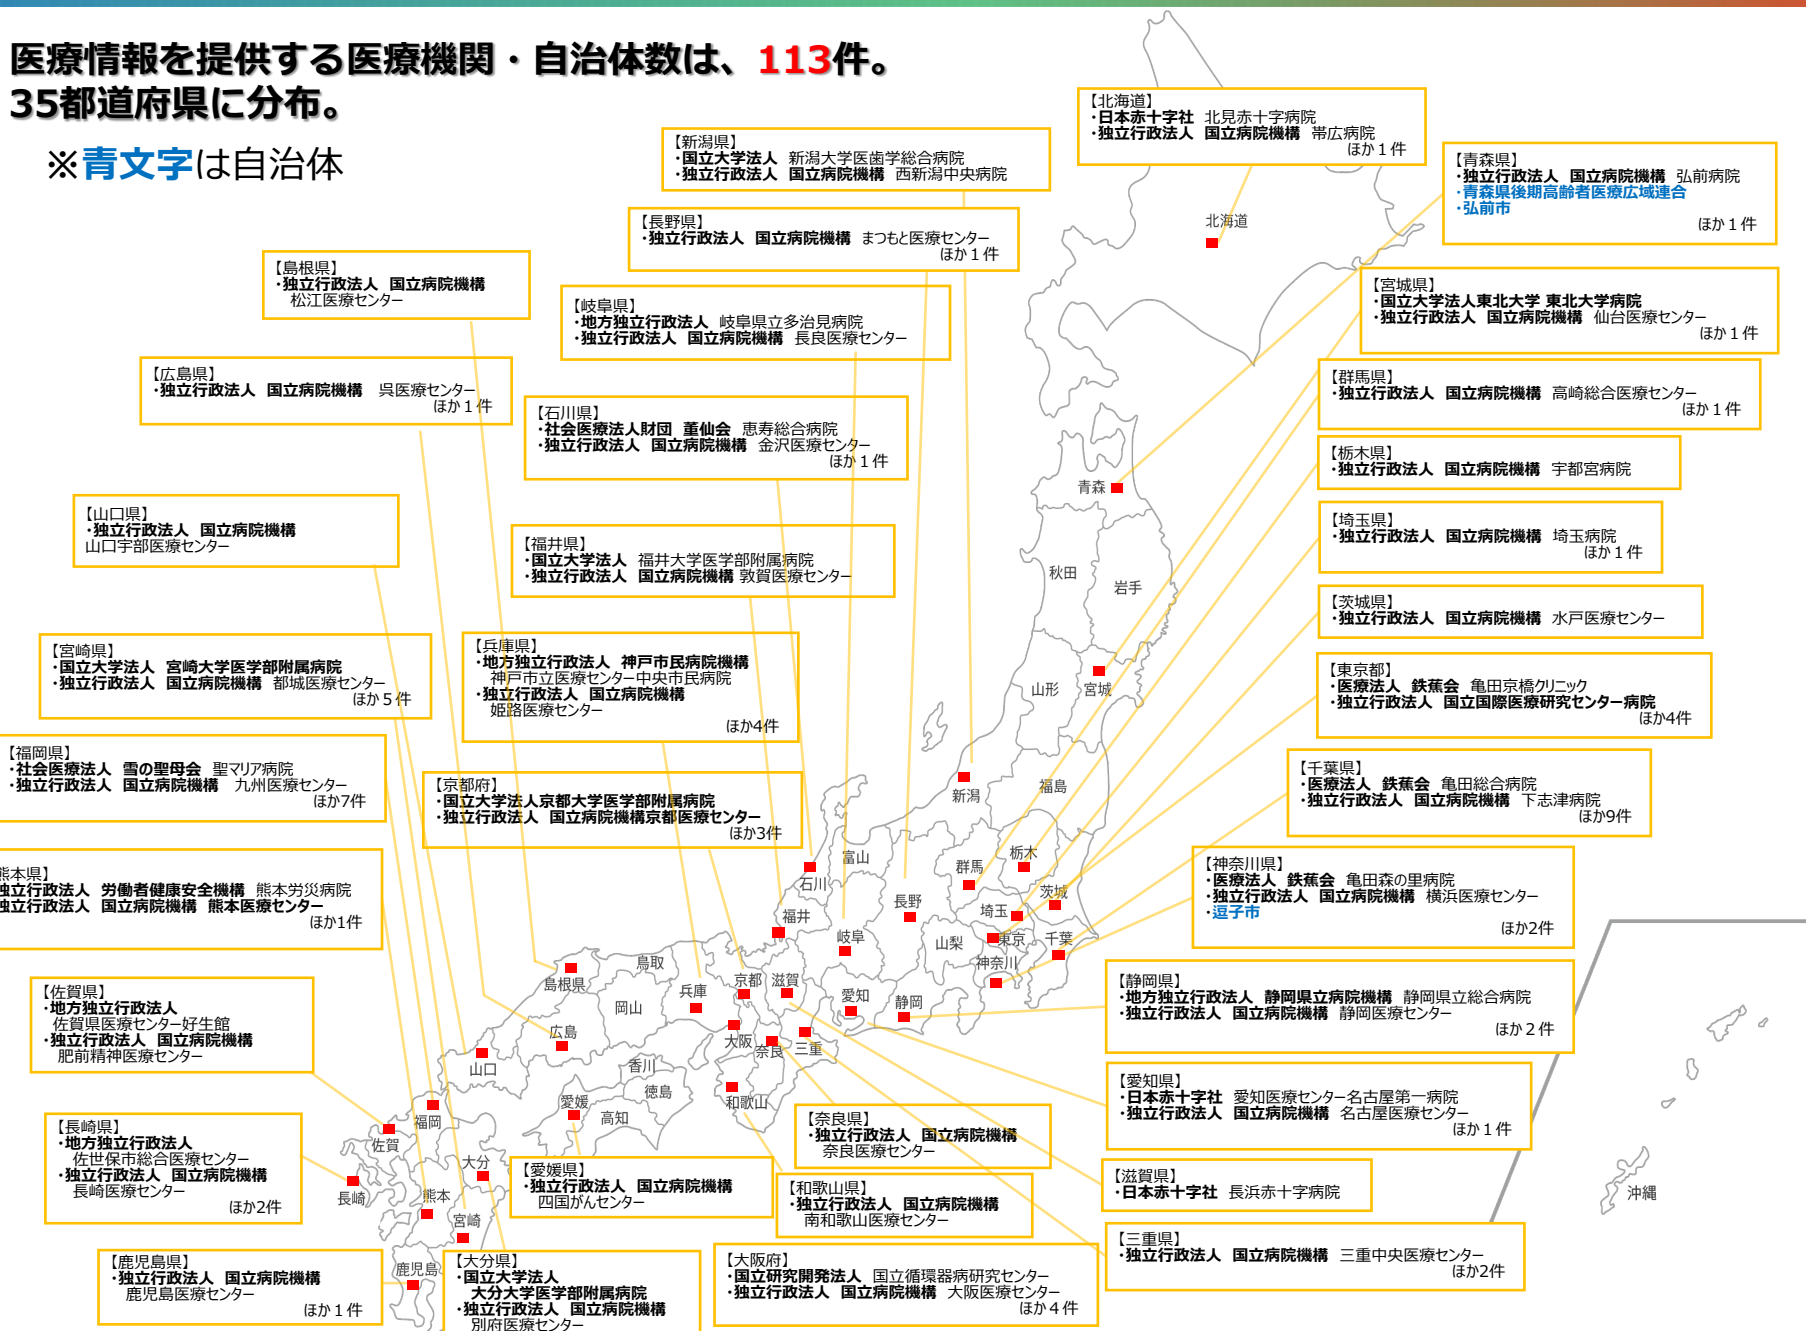 医療情報を提供する医療機関・自治体数は、113件。
35都道府県に分布。
※青文字は自治体
【北海道】
・日本赤十字社 北見赤十字病院
・独立行政法人 国立病院機構 帯広病院
ほか１件
【新潟県】
・国立大学法人 新潟大学医歯学総合病院
・独立行政法人 国立病院機構 西新潟中央病院
【青森県】
・独立行政法人 国立病院機構 弘前病院
・青森県後期高齢者医療広域連合
・弘前市
ほか１件
【長野県】
・独立行政法人 国立病院機構 まつもと医療センター
ほか１件
【島根県】
・独立行政法人 国立病院機構
松江医療センター
【岐阜県】
・地方独立行政法人 岐阜県立多治見病院
・独立行政法人 国立病院機構 長良医療センター
【宮城県】
・国立大学法人東北大学 東北大学病院
・独立行政法人 国立病院機構 仙台医療センター
ほか１件
【広島県】
・独立行政法人 国立病院機構 呉医療センター
ほか１件
【石川県】
・社会医療法人財団 董仙会 恵寿総合病院
・独立行政法人 国立病院機構 金沢医療センター
ほか１件
【群馬県】
・独立行政法人 国立病院機構 高崎総合医療センター
ほか１件
【栃木県】
・独立行政法人 国立病院機構 宇都宮病院
【山口県】
・独立行政法人 国立病院機構
山口宇部医療センター
【福井県】
・国立大学法人 福井大学医学部附属病院
・独立行政法人 国立病院機構 敦賀医療センター
【埼玉県】
・独立行政法人 国立病院機構 埼玉病院
ほか１件
【茨城県】
・独立行政法人 国立病院機構 水戸医療センター
【宮崎県】
・国立大学法人 宮崎大学医学部附属病院
・独立行政法人 国立病院機構 都城医療センター
ほか５件
【兵庫県】
・地方独立行政法人 神戸市民病院機構
神戸市立医療センター中央市民病院
・独立行政法人 国立病院機構
姫路医療センター
ほか4件
【東京都】
・医療法人 鉄蕉会 亀田京橋クリニック
・独立行政法人 国立国際医療研究センター病院
ほか4件
【福岡県】
・社会医療法人 雪の聖母会 聖マリア病院
・独立行政法人 国立病院機構 九州医療センター
ほか7件
【京都府】
・国立大学法人京都大学医学部附属病院
・独立行政法人 国立病院機構京都医療センター
ほか3件
【千葉県】
・医療法人 鉄蕉会 亀田総合病院
・独立行政法人 国立病院機構 下志津病院
ほか9件
熊本県】
独立行政法人 労働者健康安全機構 熊本労災病院
独立行政法人 国立病院機構 熊本医療センター
ほか1件
【神奈川県】
・医療法人 鉄蕉会 亀田森の里病院
・独立行政法人 国立病院機構 横浜医療センター
・逗子市
ほか2件
【佐賀県】
・地方独立行政法人
佐賀県医療センター好生館
・独立行政法人 国立病院機構
肥前精神医療センター
【静岡県】
・地方独立行政法人 静岡県立病院機構 静岡県立総合病院
・独立行政法人 国立病院機構 静岡医療センター
ほか２件
【愛知県】
・日本赤十字社 愛知医療センター名古屋第一病院
・独立行政法人 国立病院機構 名古屋医療センター
ほか１件
【長崎県】
・地方独立行政法人
佐世保市総合医療センター
・独立行政法人 国立病院機構
長崎医療センター
ほか2件
【奈良県】
・独立行政法人 国立病院機構
奈良医療センター
【愛媛県】
・独立行政法人 国立病院機構
四国がんセンター
【和歌山県】
・独立行政法人 国立病院機構
南和歌山医療センター
【滋賀県】
・日本赤十字社 長浜赤十字病院
【三重県】
・独立行政法人 国立病院機構 三重中央医療センター
ほか2件
【鹿児島県】
・独立行政法人 国立病院機構
鹿児島医療センター
ほか１件
【大分県】
・国立大学法人
大分大学医学部附属病院
・独立行政法人 国立病院機構
別府医療センター
【大阪府】
・国立研究開発法人 国立循環器病研究センター
・独立行政法人 国立病院機構 大阪医療センター
ほか４件
北海道
青森
秋田
岩手
山形
宮城
新潟
福島
富山
石川
群馬
栃木
茨城
福井
長野
埼玉
岐阜
山梨
東京
千葉
神奈川
鳥取
島根県
兵庫
京都
滋賀
愛知
静岡
岡山
広島
大阪
奈良
三重
山口
香川
徳島
和歌山
愛媛
高知
福岡
佐賀
大分
長崎
熊本
宮崎
鹿児島
沖縄